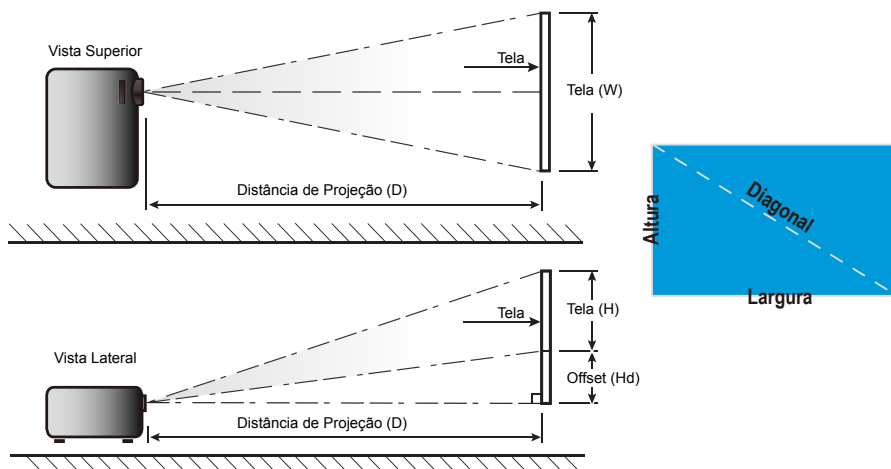 Vista Superior
Tela
Tela (W)
Distância de Projeção (D)
Altura
Diagonal
Largura
Tela (H)
Tela
Vista Lateral
Offset (Hd)
Distância de Projeção (D)